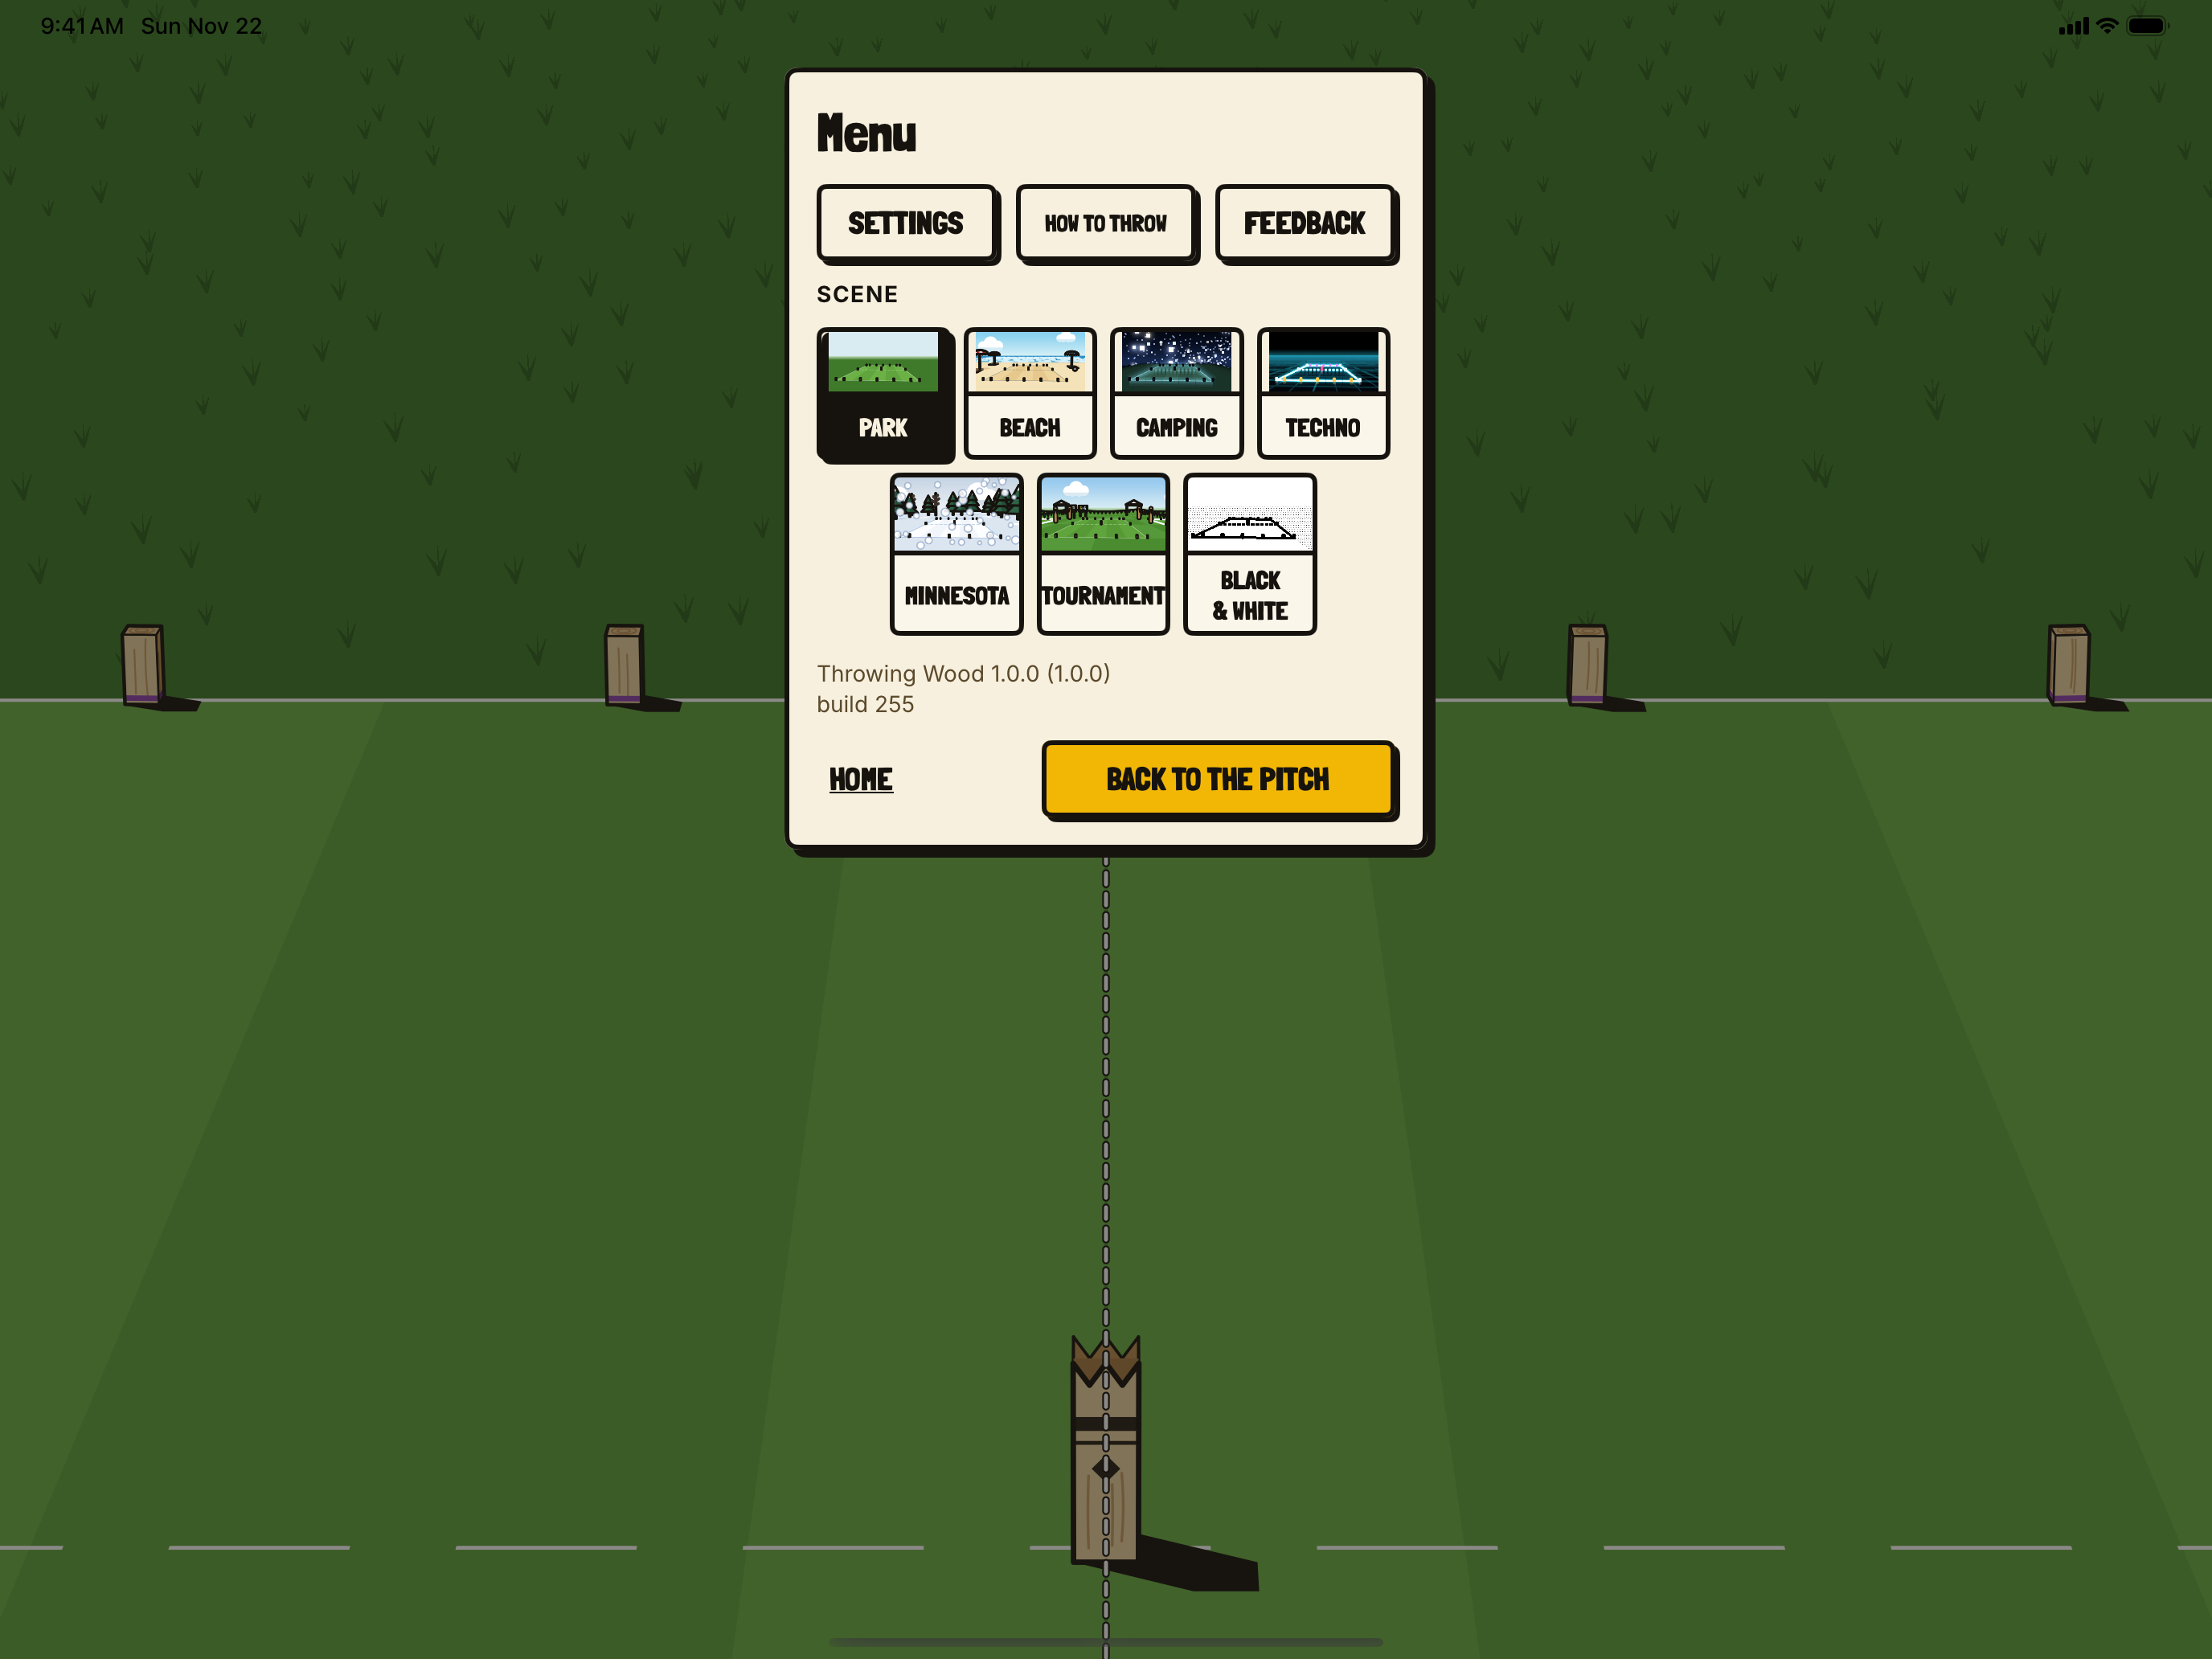 9:41 AM Sun Nov 22
Menu
SETTINGS
HOW TO THROW
FEEDBACK
SCENE
PARK
BEACH
CAMPING
TECHNO
MINNESOTA
TOURNAMENT
BLACK
& WHITE
Throwing Wood 1.0.0 (1.0.0)
build 255
HOME
BACK TO THE PITCH